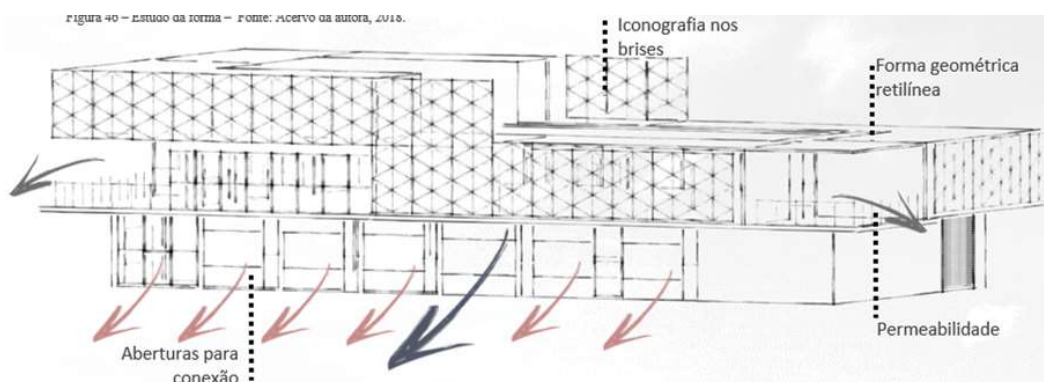 Figura 46 – Estudo da forma – Fonte: Acervo da autora, 2018.
Iconografia nos
brises
Forma geométrica
retilínea
Permeabilidade
Aberturas para
conexão